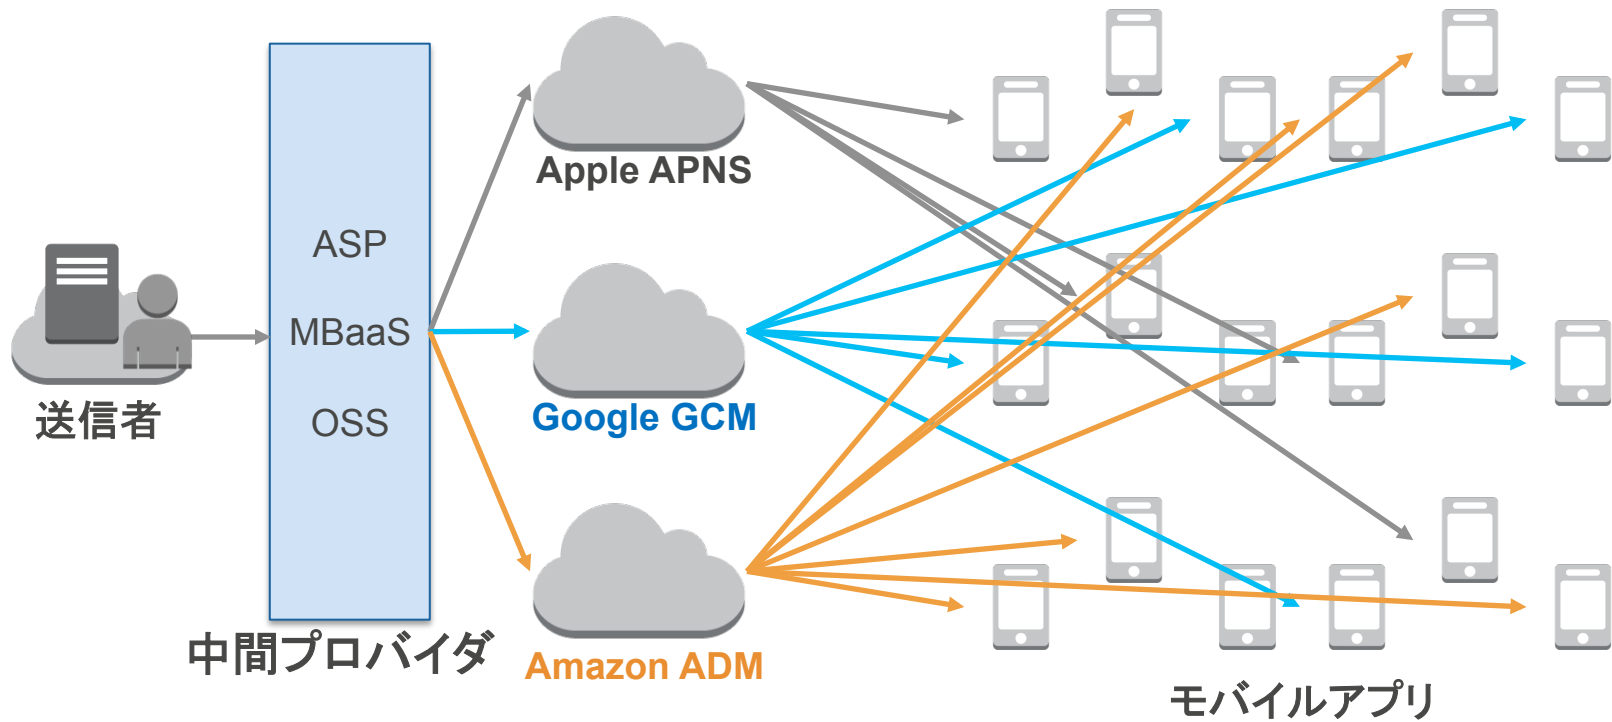 送信者
ASP
MBaaS
OSS
中間プロバイダ
Apple APNS
Google GCM
Amazon ADM
モバイルアプリ